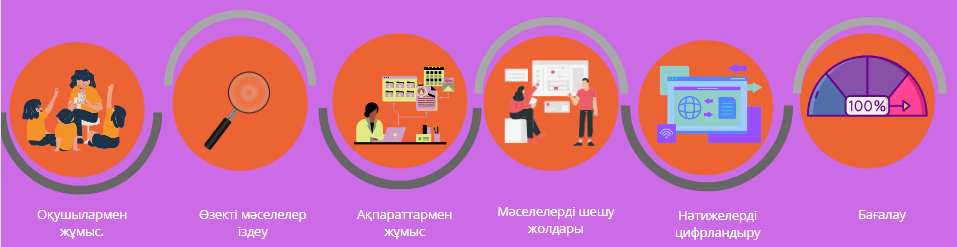 100%
Оқушылармен
жұмыс.
Өзекті мәселелер
іздеу
Ақпараттармен
жұмыс
Мәселелерді шешу
жолдары
Нәтижелерді
цифрландыру
Бағалау